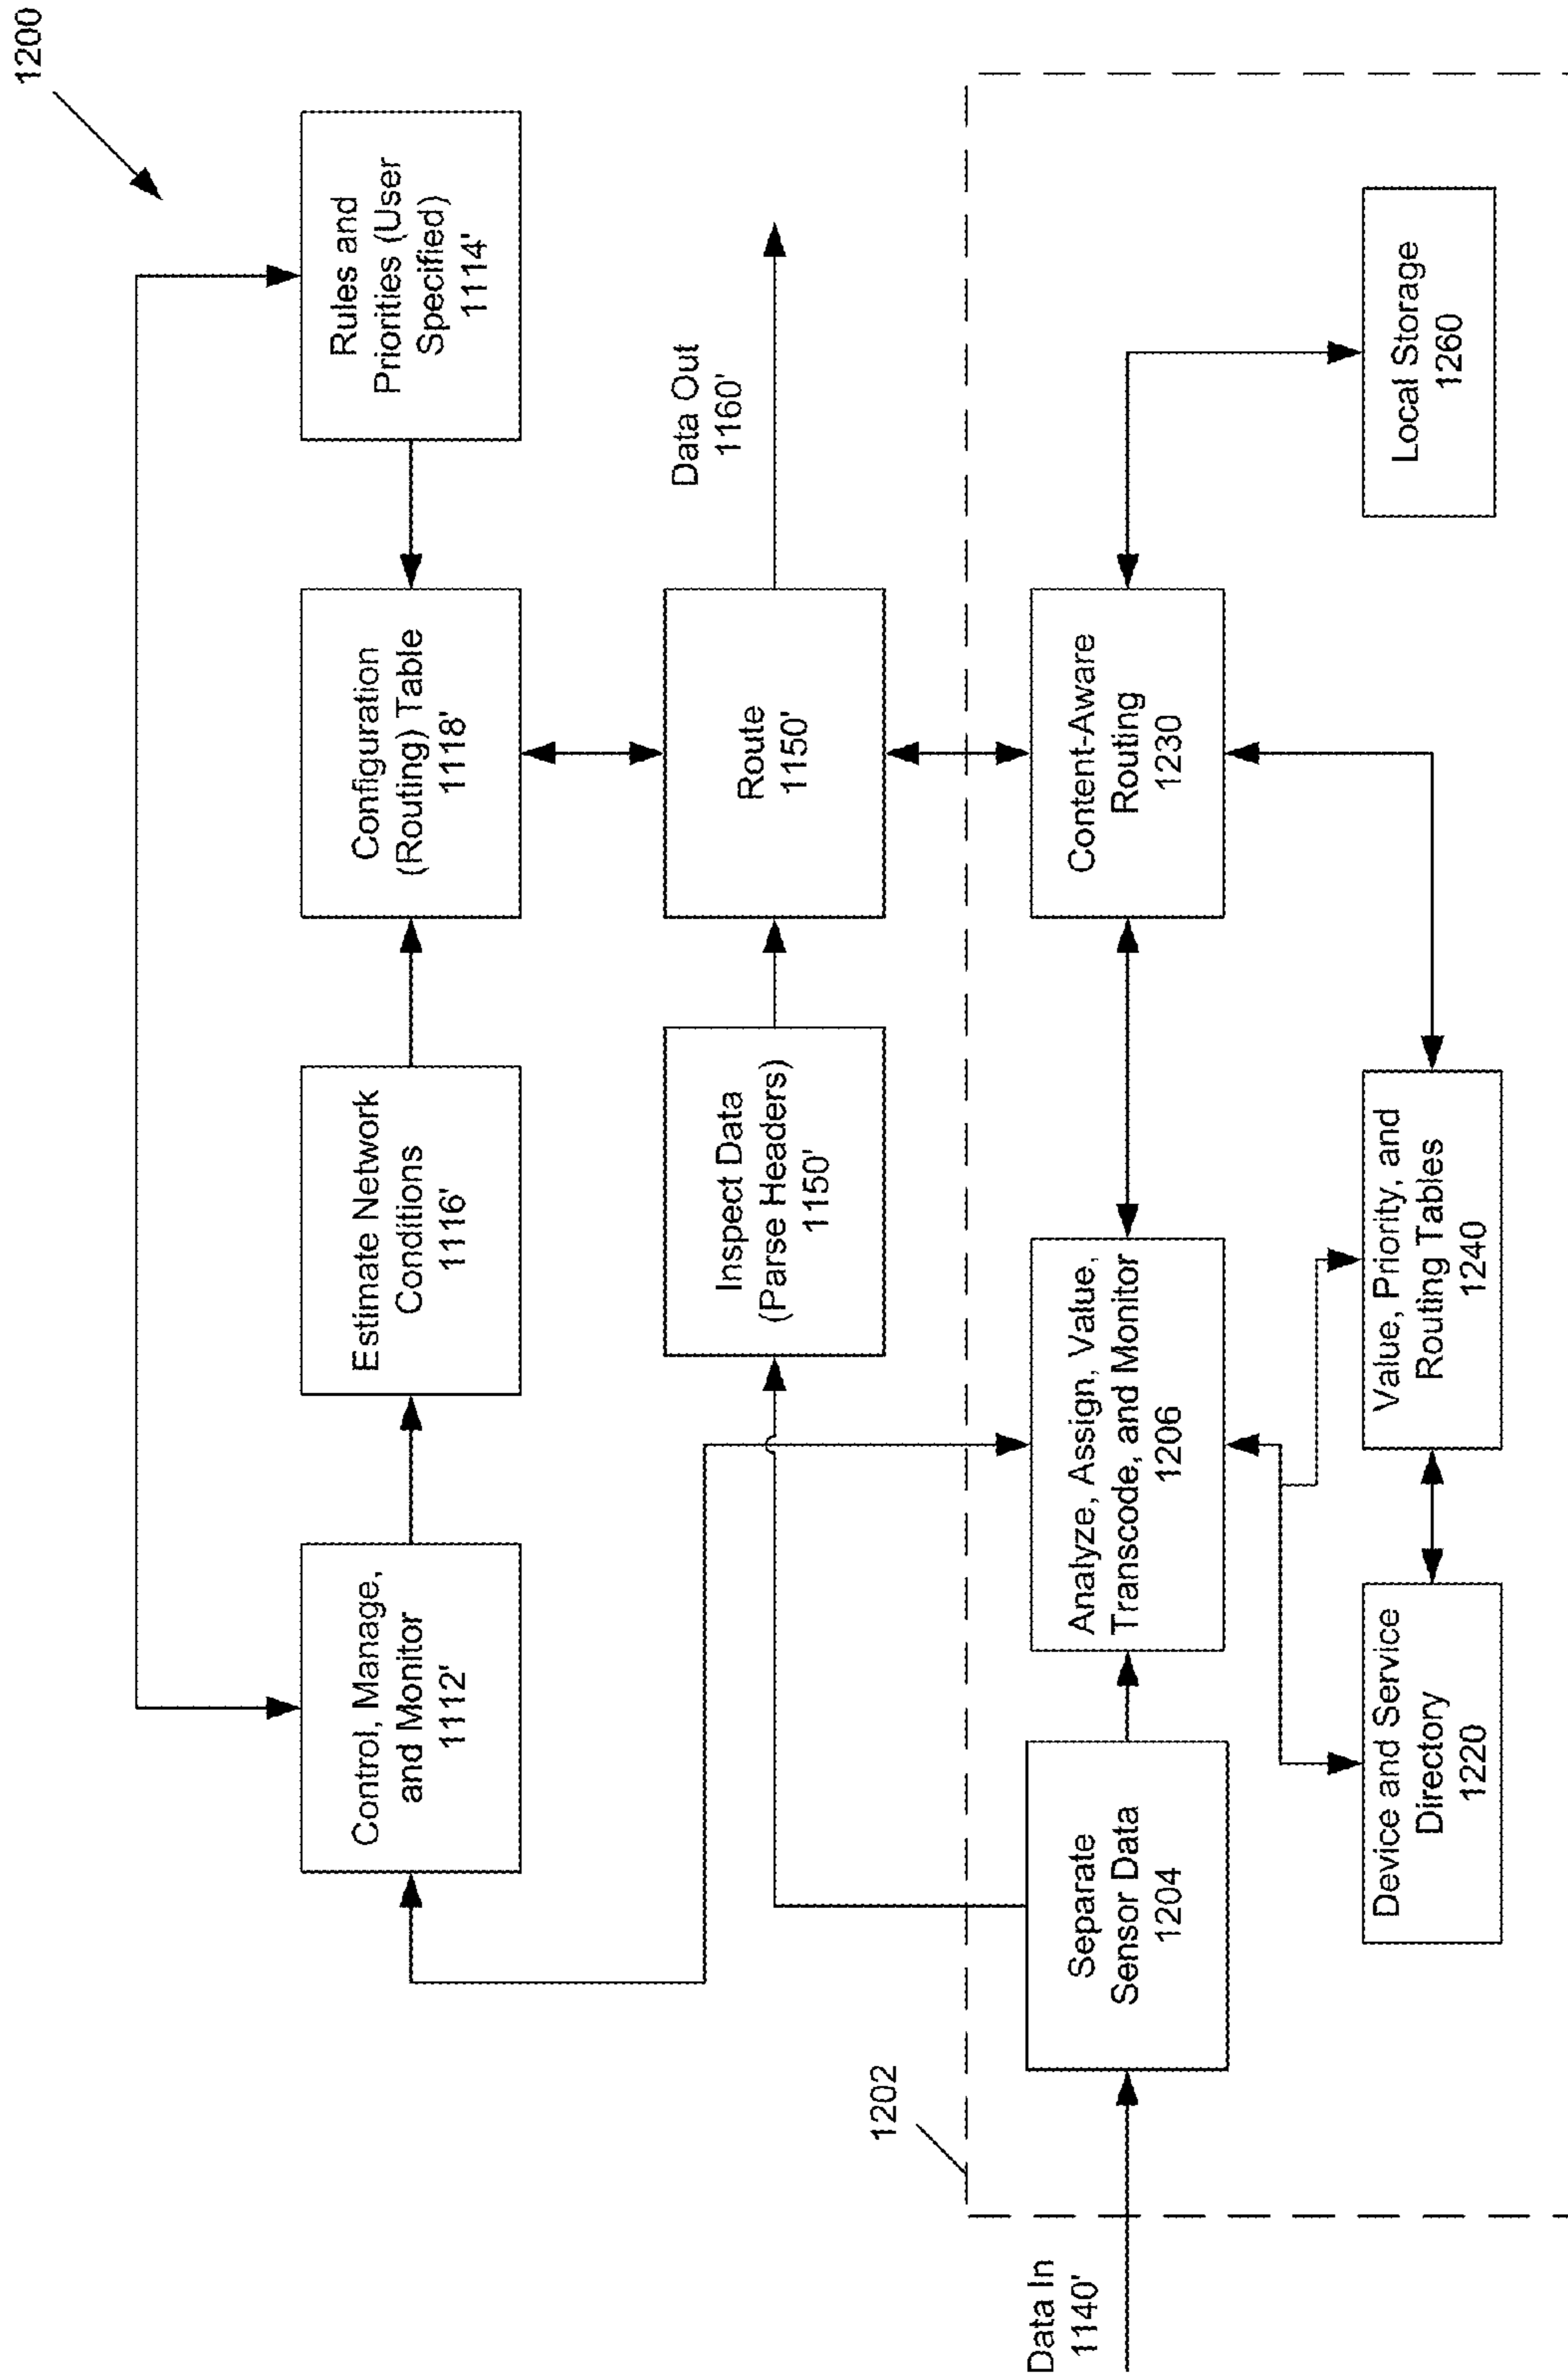 1200
Control, Manage,
and Monitor
1112'
Estimate Network
Conditions
1116'
Configuration
(Routing) Table
1118'
Rules and
Priorities (User
Specified)
1114'
Inspect Data
(Parse Headers)
1150'
Route
1150'
Data Out
1160'
1202
Data In
1140'
Separate
Sensor Data
1204
Analyze, Assign, Value,
Transcode, and Monitor
1206
Content-Aware
Routing
1230
Device and Service
Directory
1220
Value, Priority, and
Routing Tables
1240
Local Storage
1260